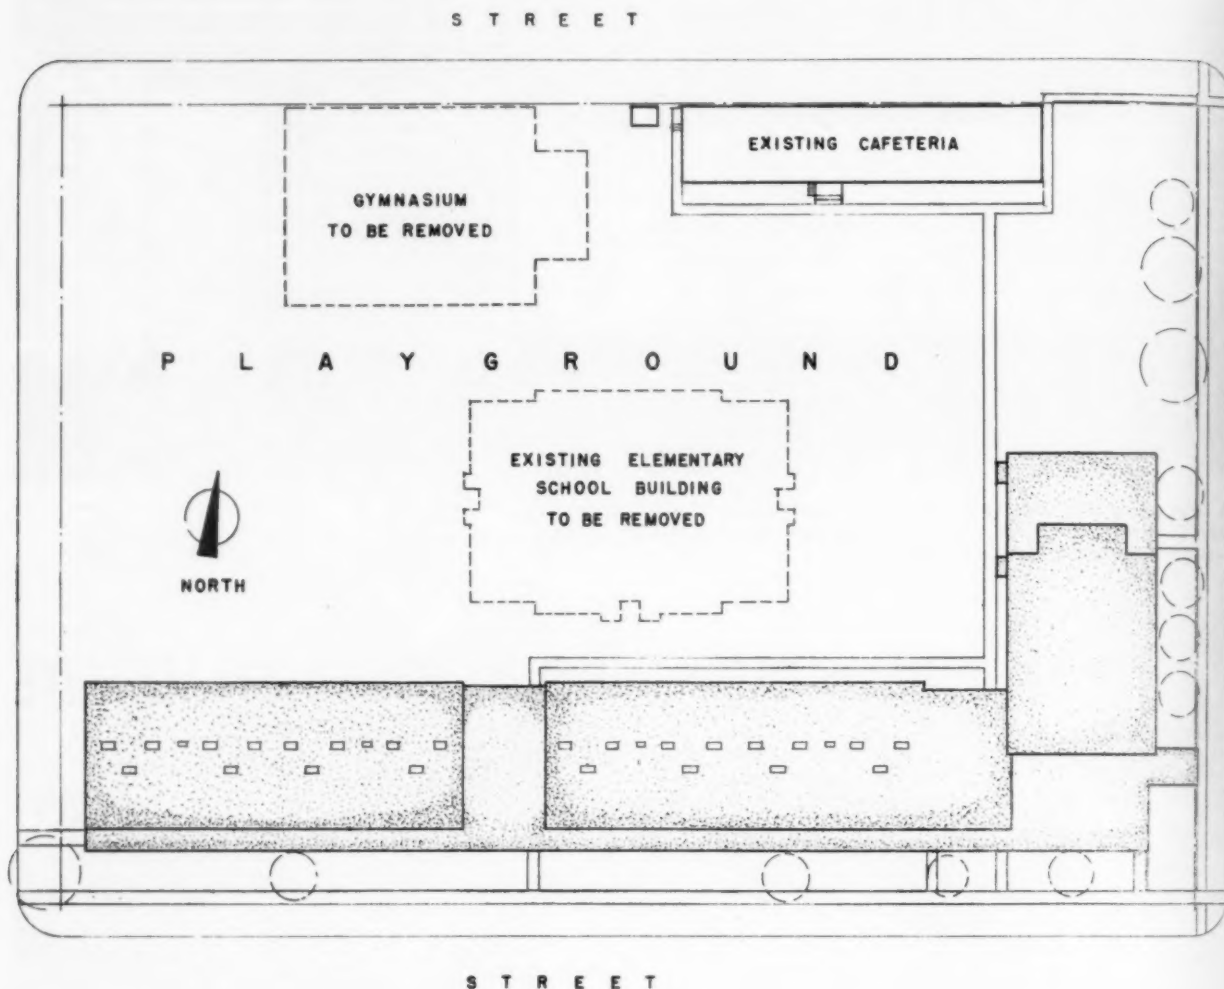 STREET
EXISTING CAFETERIA
GYMNASIUM
TO BE REMOVED
PLAYGROUND
EXISTING ELEMENTARY
SCHOOL BUILDING
TO BE REMOVED
NORTH
STREET